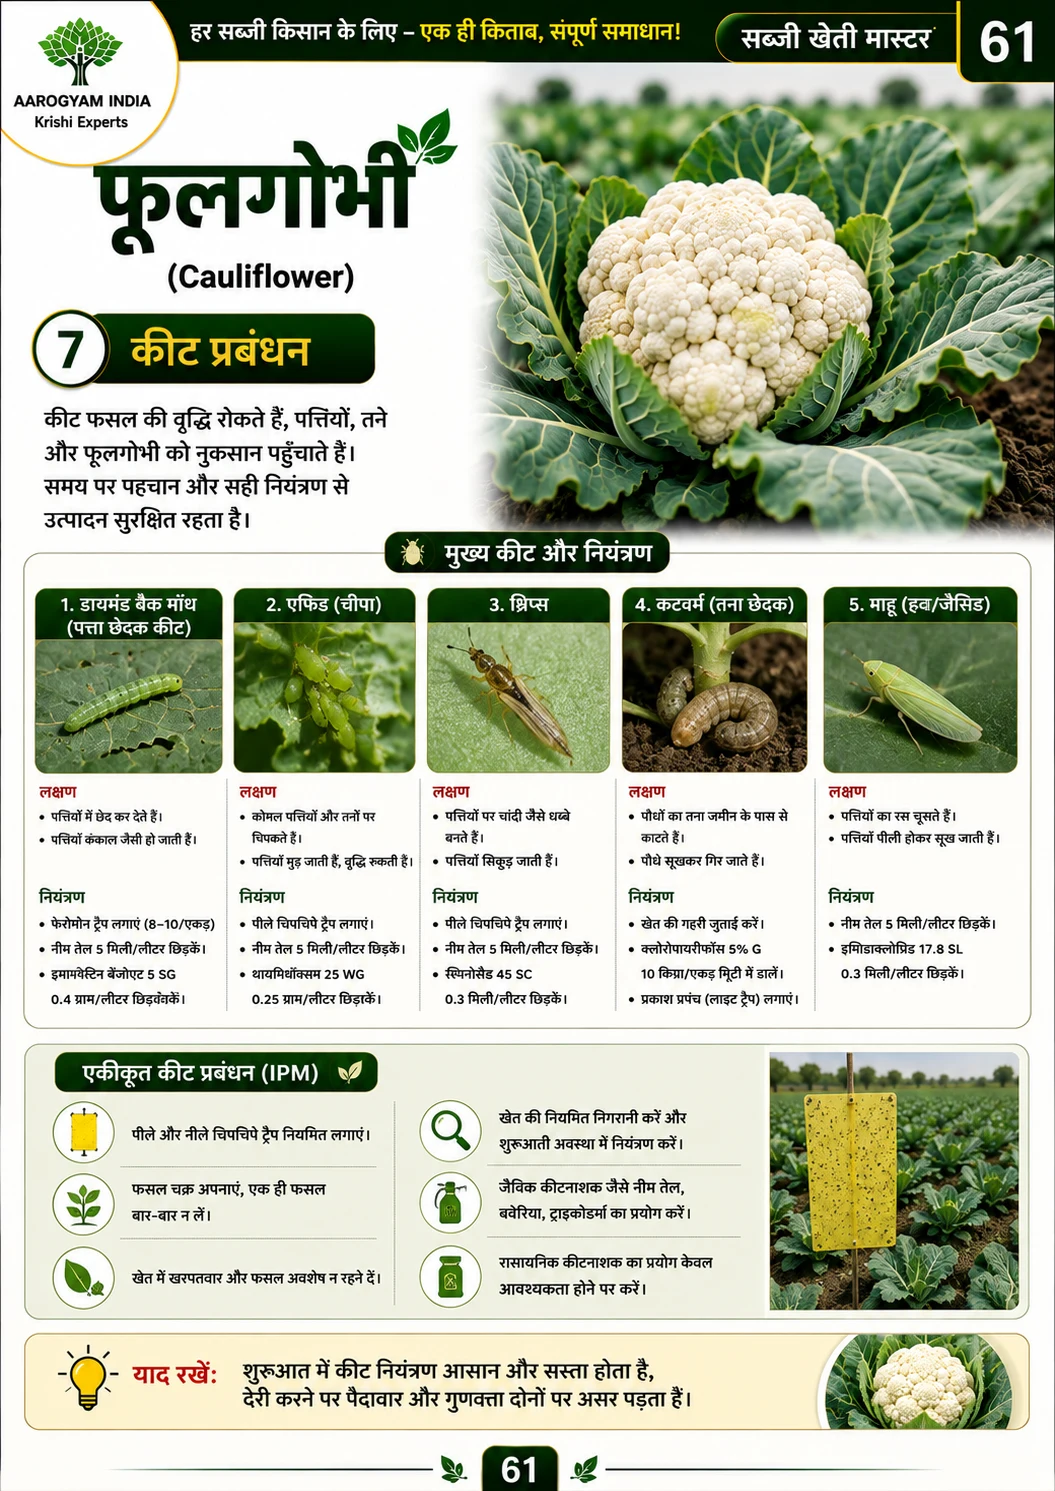 AAROGYAM INDIA
Krishi Experts
हर सब्जी किसान के लिए – एक ही किताब, संपूर्ण समाधान!
सब्जी खेती मास्टर
61
फूलगोभी
(Cauliflower)
7 कीट प्रबंधन
कीट फसल की वृद्धि रोकते हैं, पत्तियों, तने
और फूलगोभी को नुकसान पहुँचाते हैं।
समय पर पहचान और सही नियंत्रण से
उत्पादन सुरक्षित रहता है।
मुख्य कीट और नियंत्रण
1. डायमंड बैक मॉथ
(पत्ता छेदक कीट)
लक्षण
• पत्तियों में छेद कर देते हैं।
• पत्तियाँ कंकाल जैसी हो जाती हैं।
नियंत्रण
• फेरोमोन ट्रैप लगाएं (8–10/एकड़)
• नीम तेल 5 मिली/लीटर छिड़कें।
• बेंजोएट 5 SG
0.4 ग्राम/लीटर
2. एफिड (चीपा)
लक्षण
• कोमल पत्तियों और तनों पर
चिपकते हैं।
• पत्तियाँ मुड़ जाती हैं, वृद्धि रुकती हैं।
नियंत्रण
• पीले चिपचिपे ट्रैप लगाएं।
• नीम तेल 5 मिली/लीटर छिड़कें।
• 25 WG
0.25 ग्राम/लीटर
3. थ्रिप्स
लक्षण
• पत्तियों पर चांदी जैसे धब्बे
बनते हैं।
• पत्तियाँ सिकुड़ जाती हैं।
नियंत्रण
• पीले चिपचिपे ट्रैप लगाएं।
• नीम तेल 5 मिली/लीटर छिड़कें।
• स्पिनोसैड 45 SC
0.3 मिली/लीटर छिड़कें।
4. कटवर्म (तना छेदक)
लक्षण
• पौधों का तना जमीन के पास से
काटते हैं।
• पौधे सूखकर गिर जाते हैं।
नियंत्रण
• खेत की गहरी जुताई करें।
• क्लोरोपायरीफॉस 5% G
10 किग्रा/एकड़ में डालें।
• प्रकाश प्रपंच (लाइट ट्रैप) लगाएं।
5. माहू
लक्षण
• पत्तियों का रस चूसते हैं।
• पत्तियाँ पीली होकर सूख जाती हैं।
नियंत्रण
• नीम तेल 5 मिली/लीटर छिड़कें।
• इमिडाक्लोप्रिड 17.8 SL
0.3 मिली/लीटर छिड़कें।
एकीकृत कीट प्रबंधन (IPM)
पीले और नीले चिपचिपे ट्रैप नियमित लगाएं।
फसल चक्र अपनाएं, एक ही फसल
बार-बार न लें।
खेत में खरपतवार और फसल अवशेष न रहने दें।
खेत की नियमित निगरानी करें और
शुरूआती अवस्था में नियंत्रण करें।
जैविक कीटनाशक जैसे नीम तेल,
बवेरिया, ट्राइकोडर्मा का प्रयोग करें।
रासायनिक कीटनाशक का प्रयोग केवल
आवश्यकता होने पर करें।
याद रखें:
शुरूआत में कीट नियंत्रण आसान और सस्ता होता है,
देरी करने पर पैदावार और गुणवत्ता दोनों पर असर पड़ता हैं।
61